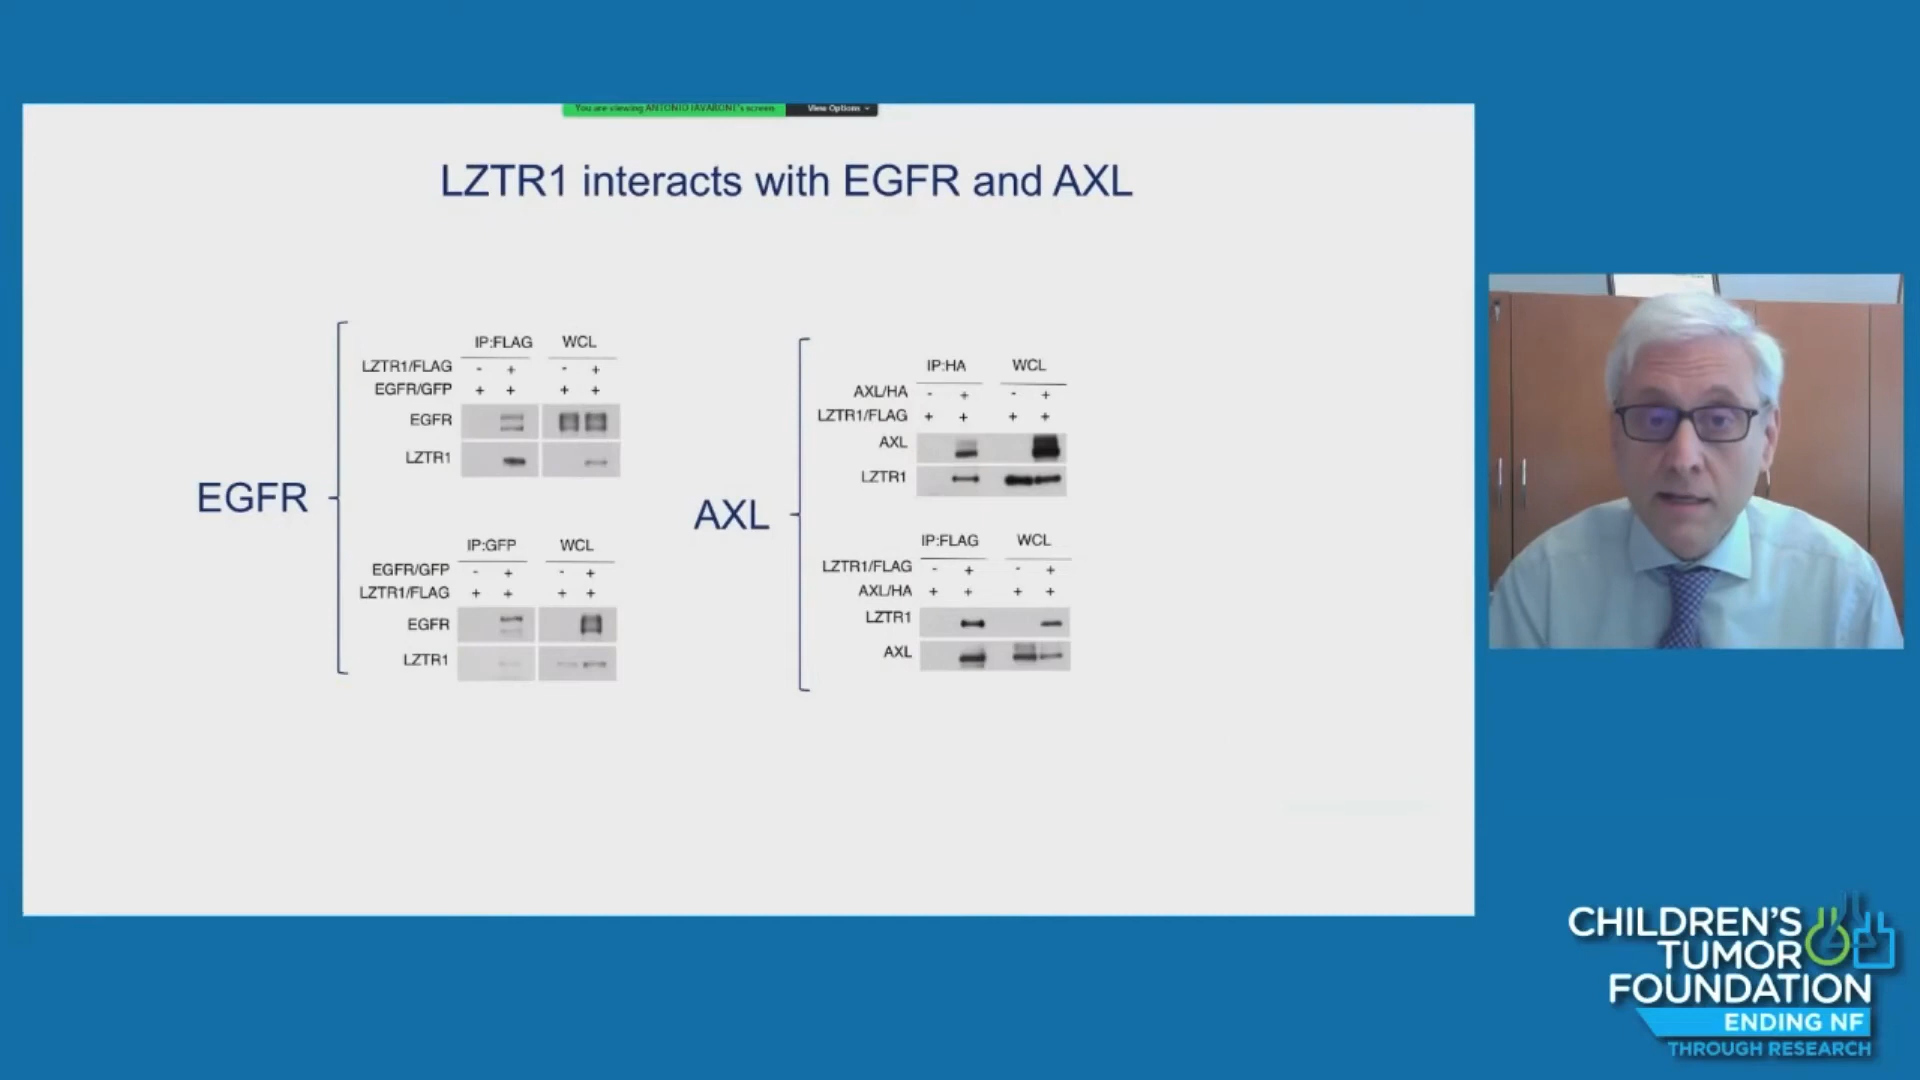 You are viewing ANTONIO IAVARONE's screen View Options
LZTR1 interacts with EGFR and AXL
EGFR
IP:FLAG WCL
LZTR1/FLAG - + - +
EGFR/GFP + + + +
EGFR
LZTR1
IP:GFP WCL
EGFR/GFP - + - +
LZTR1/FLAG + + + +
EGFR
LZTR1
AXL
IP:HA WCL
AXL/HA - + - +
LZTR1/FLAG + + + +
AXL
LZTR1
IP:FLAG WCL
LZTR1/FLAG - + - +
AXL/HA + + + +
LZTR1
AXL
CHILDREN'S
TUMOR
FOUNDATION
ENDING NF
THROUGH RESEARCH